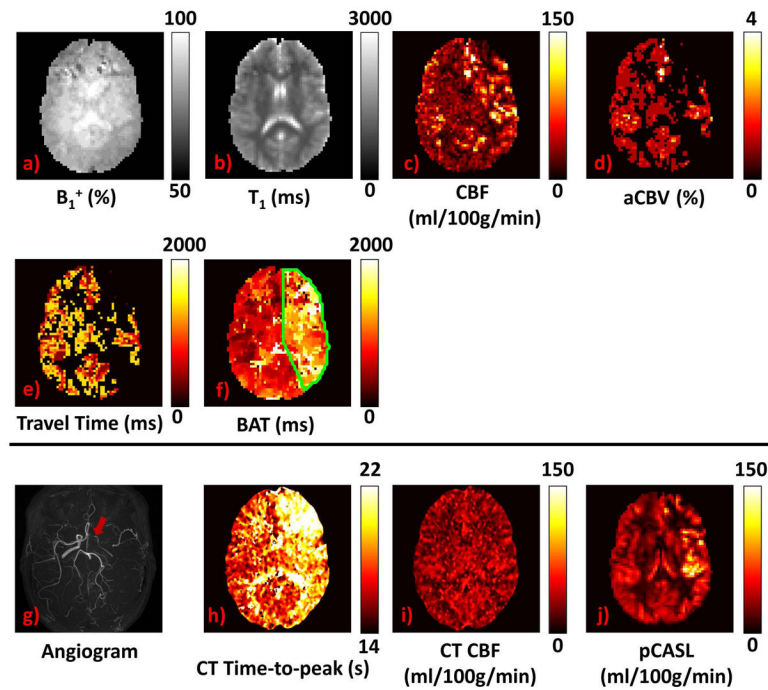 100
3000
150
4
a)
b)
c)
d)
50
0
0
0
B₁⁺ (%)
T₁ (ms)
CBF
(ml/100g/min)
aCBV (%)
2000
2000
e)
f)
0
0
Travel Time (ms)
BAT (ms)
22
150
150
g)
h)
i)
j)
14
0
0
Angiogram
CT Time-to-peak (s)
CT CBF
(ml/100g/min)
pCASL
(ml/100g/min)